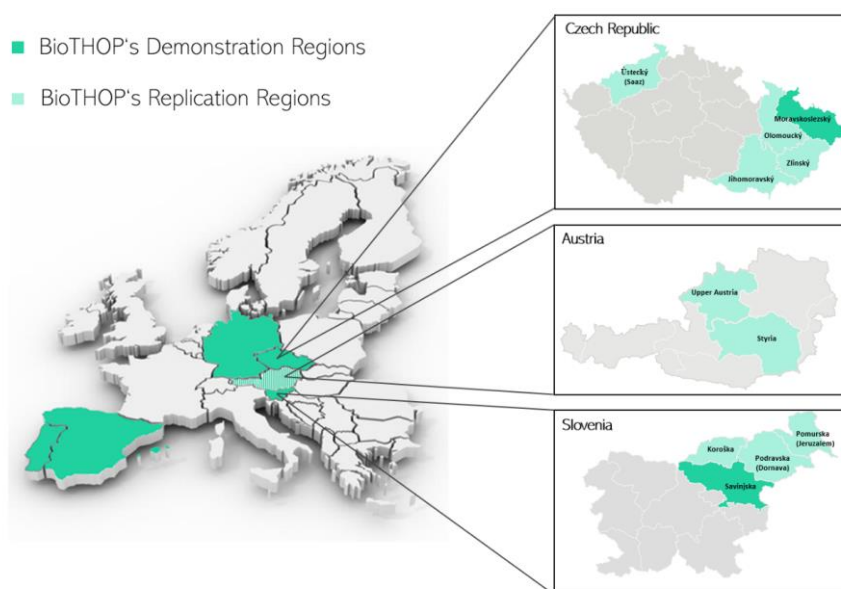 BioTHOP's Demonstration Regions
BioTHOP's Replication Regions
Czech Republic
Ústecký
(Saaz)
Moravskoslezský
Olomoucký
Zlínský
Jihomoravský
Austria
Upper Austria
Styria
Slovenia
Pomurska
(Jeruzalem)
Koroška
Podravska
(Dornava)
Savinjska